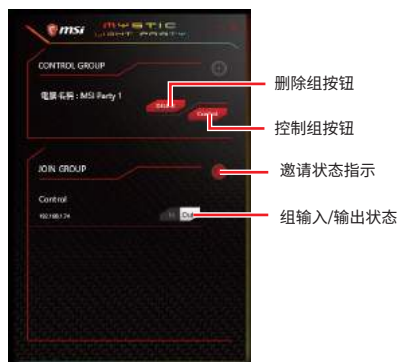 msi MYSTIC LIGHT PARTY
CONTROL GROUP
電腦名稱 : MSI Party 1
Delete
Control
JOIN GROUP
Control
192.168.1.74
In Out
删除组按钮
控制组按钮
邀请状态指示
组输入/输出状态